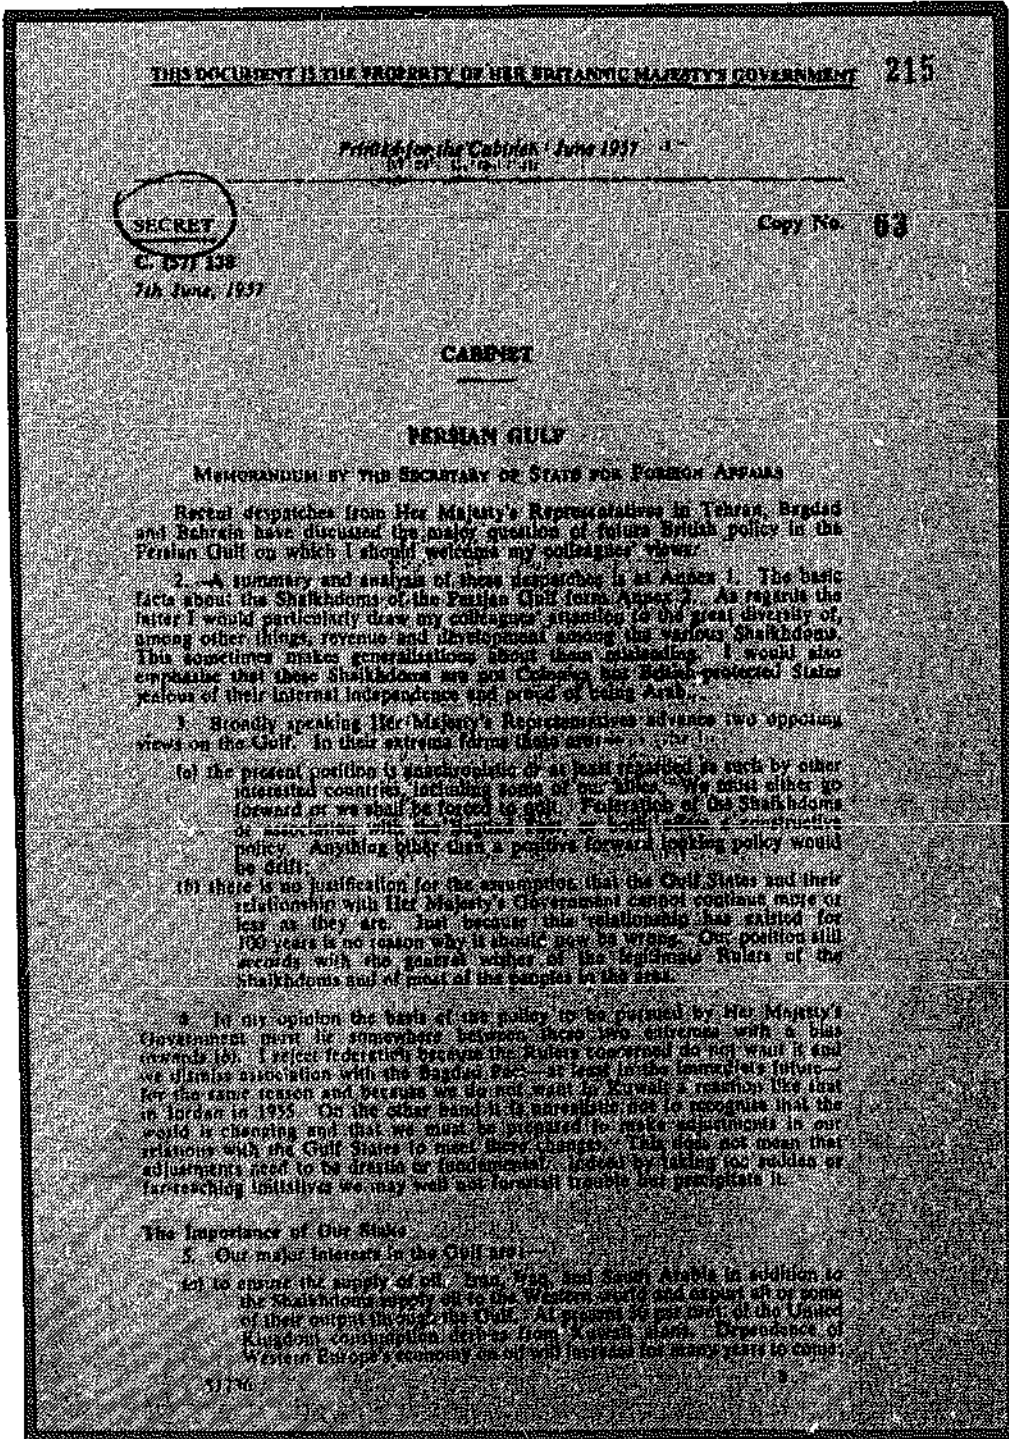 THIS DOCUMENT IS THE PROPERTY OF HER BRITANNIC MAJESTY'S GOVERNMENT 215
Printed for the Cabinet. June 1957
SECRET Copy No. 63
C. (57) 138
7th June, 1957
CABINET
PERSIAN GULF
MEMORANDUM BY THE SECRETARY OF STATE FOR FOREIGN AFFAIRS
Recent despatches from Her Majesty's Representatives in Tehran, Bagdad
and Bahrain have discussed the major question of future British policy in the
Persian Gulf on which I should welcome my colleagues' views.
2. A summary and analysis of these despatches is at Annex 1. The basic
facts about the Shaikhdoms of the Persian Gulf form Annex 2. As regards the
latter I would particularly draw my colleagues' attention to the great diversity of,
among other things, revenue and development among the various Shaikhdoms.
This sometimes makes generalisations about them misleading. I would also
emphasise that these Shaikhdoms are not Colonies but British-protected States
jealous of their internal independence and proud of being Arab.
3. Broadly speaking Her Majesty's Representatives advance two opposing
views on the Gulf. In their extreme forms these are:—
(a) the present position is anachronistic or at least regarded as such by other
interested countries, including some of our allies. We must either go
forward or we shall be forced to quit. Federation of the Shaikhdoms
or association with the Bagdad Pact, or both, offers a constructive
policy. Anything other than a positive forward looking policy would
be drift;
(b) there is no justification for the assumption that the Gulf States and their
relationship with Her Majesty's Government cannot continue more or
less as they are. Just because this relationship has existed for
100 years is no reason why it should now be wrong. Our position still
accords with the general wishes of the legitimate Rulers of the
Shaikhdoms and of most of the peoples in the area.
4. In my opinion the basis of the policy to be pursued by Her Majesty's
Government must lie somewhere between these two extremes with a bias
towards (b). I reject federation because the Rulers concerned do not want it and
we dismiss association with the Bagdad Pact—at least in the immediate future—
for the same reason and because we do not want in Kuwait a reaction like that
in Jordan in 1955. On the other hand it is unrealistic not to recognise that the
world is changing and that we must be prepared to make adjustments in our
relations with the Gulf States to meet these changes. This does not mean that
adjustments need to be drastic or fundamental. Indeed by taking too sudden or
far-reaching initiatives we may well not forestall trouble but precipitate it.
The Importance of Our Stake
5. Our major interests in the Gulf are:—
(a) to ensure the supply of oil. Iran, Iraq, and Saudi Arabia in addition to
the Shaikhdoms supply oil to the Western world and export all or some
of their output through the Gulf. At present per cent. of the United
Kingdom consumption derives from Kuwait alone. Dependence of
Western Europe's economy on oil will increase for many years to come;